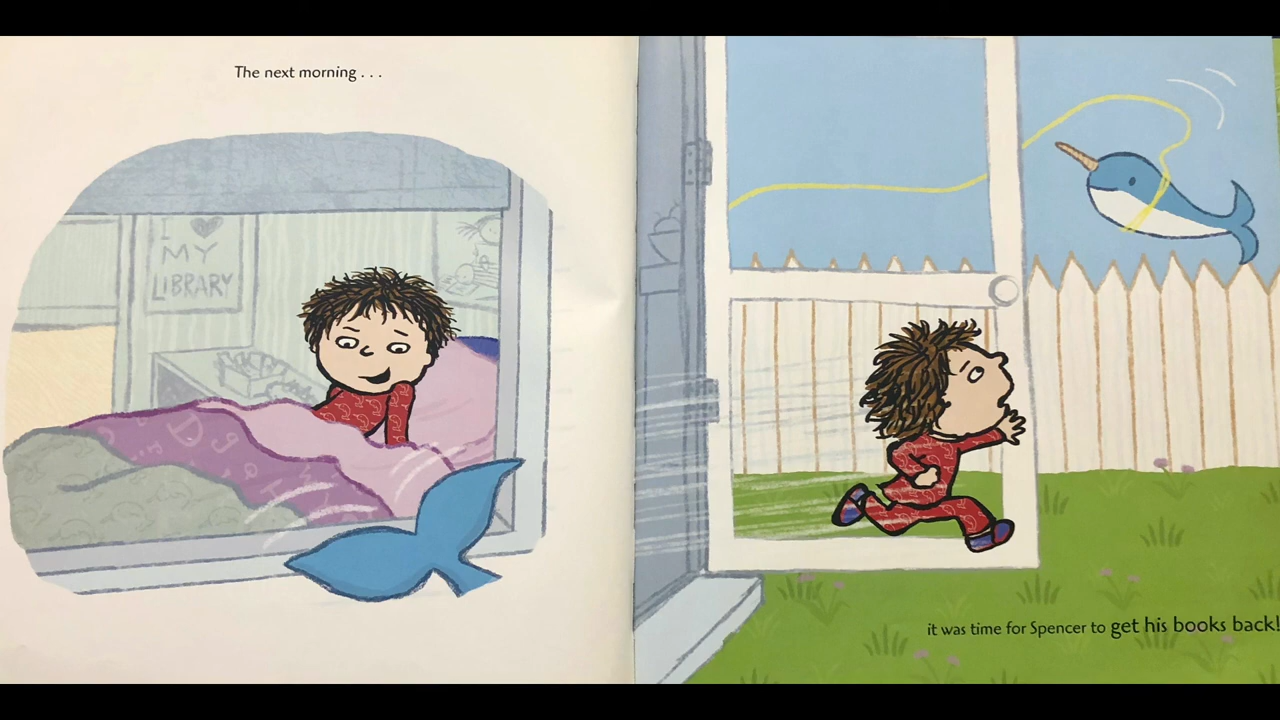 The next morning . . .
I ♥
MY
LIBRARY
it was time for Spencer to get his books back!